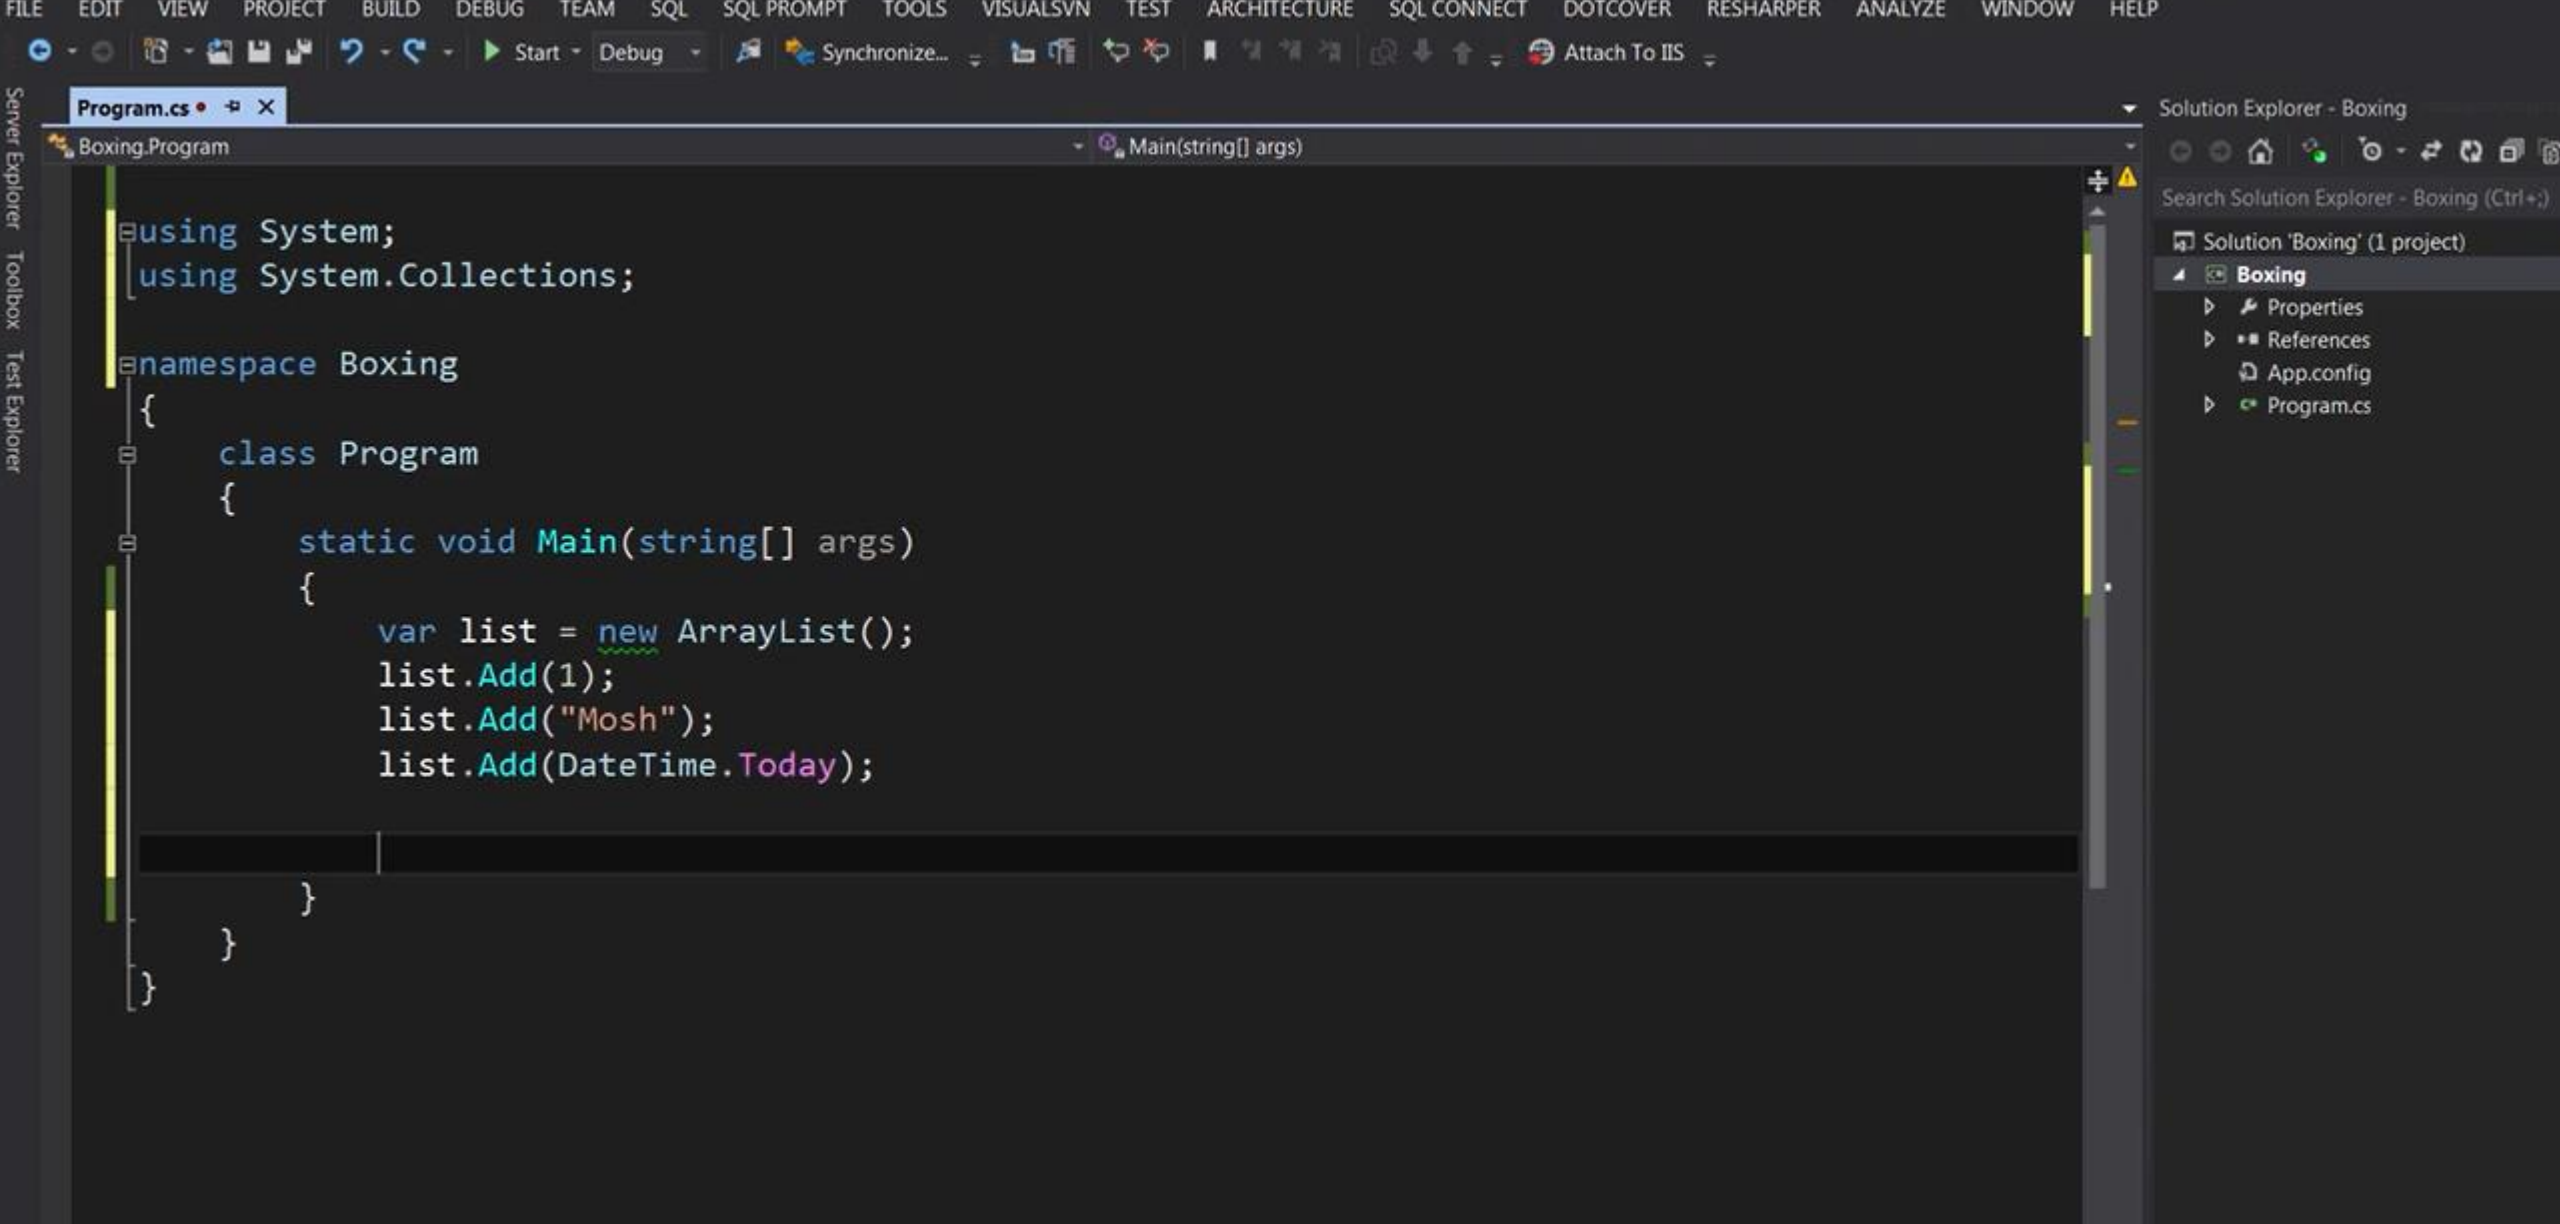 FILE EDIT VIEW PROJECT BUILD DEBUG TEAM SQL SQL PROMPT TOOLS VISUALSVN TEST ARCHITECTURE SQL CONNECT DOTCOVER RESHARPER ANALYZE WINDOW HELP
Start Debug Synchronize... Attach To IIS
Server Explorer
Toolbox
Test Explorer
Program.cs
Boxing.Program
Main(string[] args)
using System;
using System.Collections;
namespace Boxing
{
class Program
{
static void Main(string[] args)
{
var list = new ArrayList();
list.Add(1);
list.Add("Mosh");
list.Add(DateTime.Today);
}
}
}
Solution Explorer - Boxing
Search Solution Explorer - Boxing (Ctrl+;)
Solution 'Boxing' (1 project)
Boxing
Properties
References
App.config
Program.cs